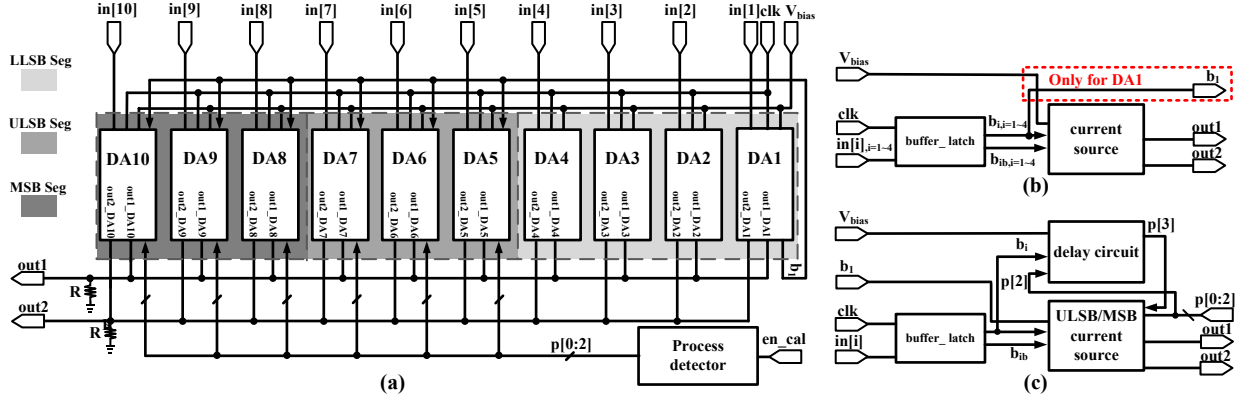 in[10] in[9] in[8] in[7] in[6] in[5] in[4] in[3] in[2] in[1] clk V_bias
LLSB Seg
ULSB Seg
MSB Seg
DA10 DA9 DA8 DA7 DA6 DA5 DA4 DA3 DA2 DA1
out2_DA10 out1_DA10 out2_DA9 out1_DA9 out2_DA8 out1_DA8 out2_DA7 out1_DA7 out2_DA6 out1_DA6 out2_DA5 out1_DA5 out2_DA4 out1_DA4 out2_DA3 out1_DA3 out2_DA2 out1_DA2 out2_DA1 out1_DA1
b1
out1
R
out2
R
p[0:2]
Process
detector
en_cal
(a)
V_bias
Only for DA1
b1
clk
in[i],i=1~4
buffer_ latch
bi,i=1~4
bib,i=1~4
current
source
out1
out2
(b)
V_bias
b1
clk
in[i]
buffer_ latch
bi
p[2]
bib
delay circuit
p[3]
ULSB/MSB
current
source
p[0:2]
out1
out2
(c)